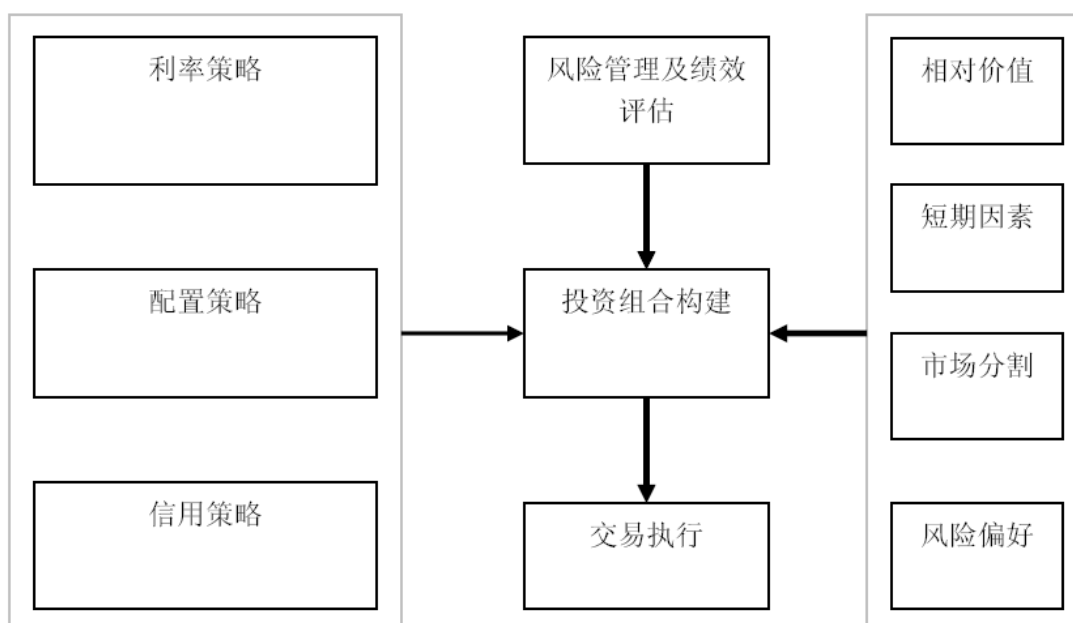 利率策略
配置策略
信用策略
风险管理及绩效
评估
投资组合构建
交易执行
相对价值
短期因素
市场分割
风险偏好